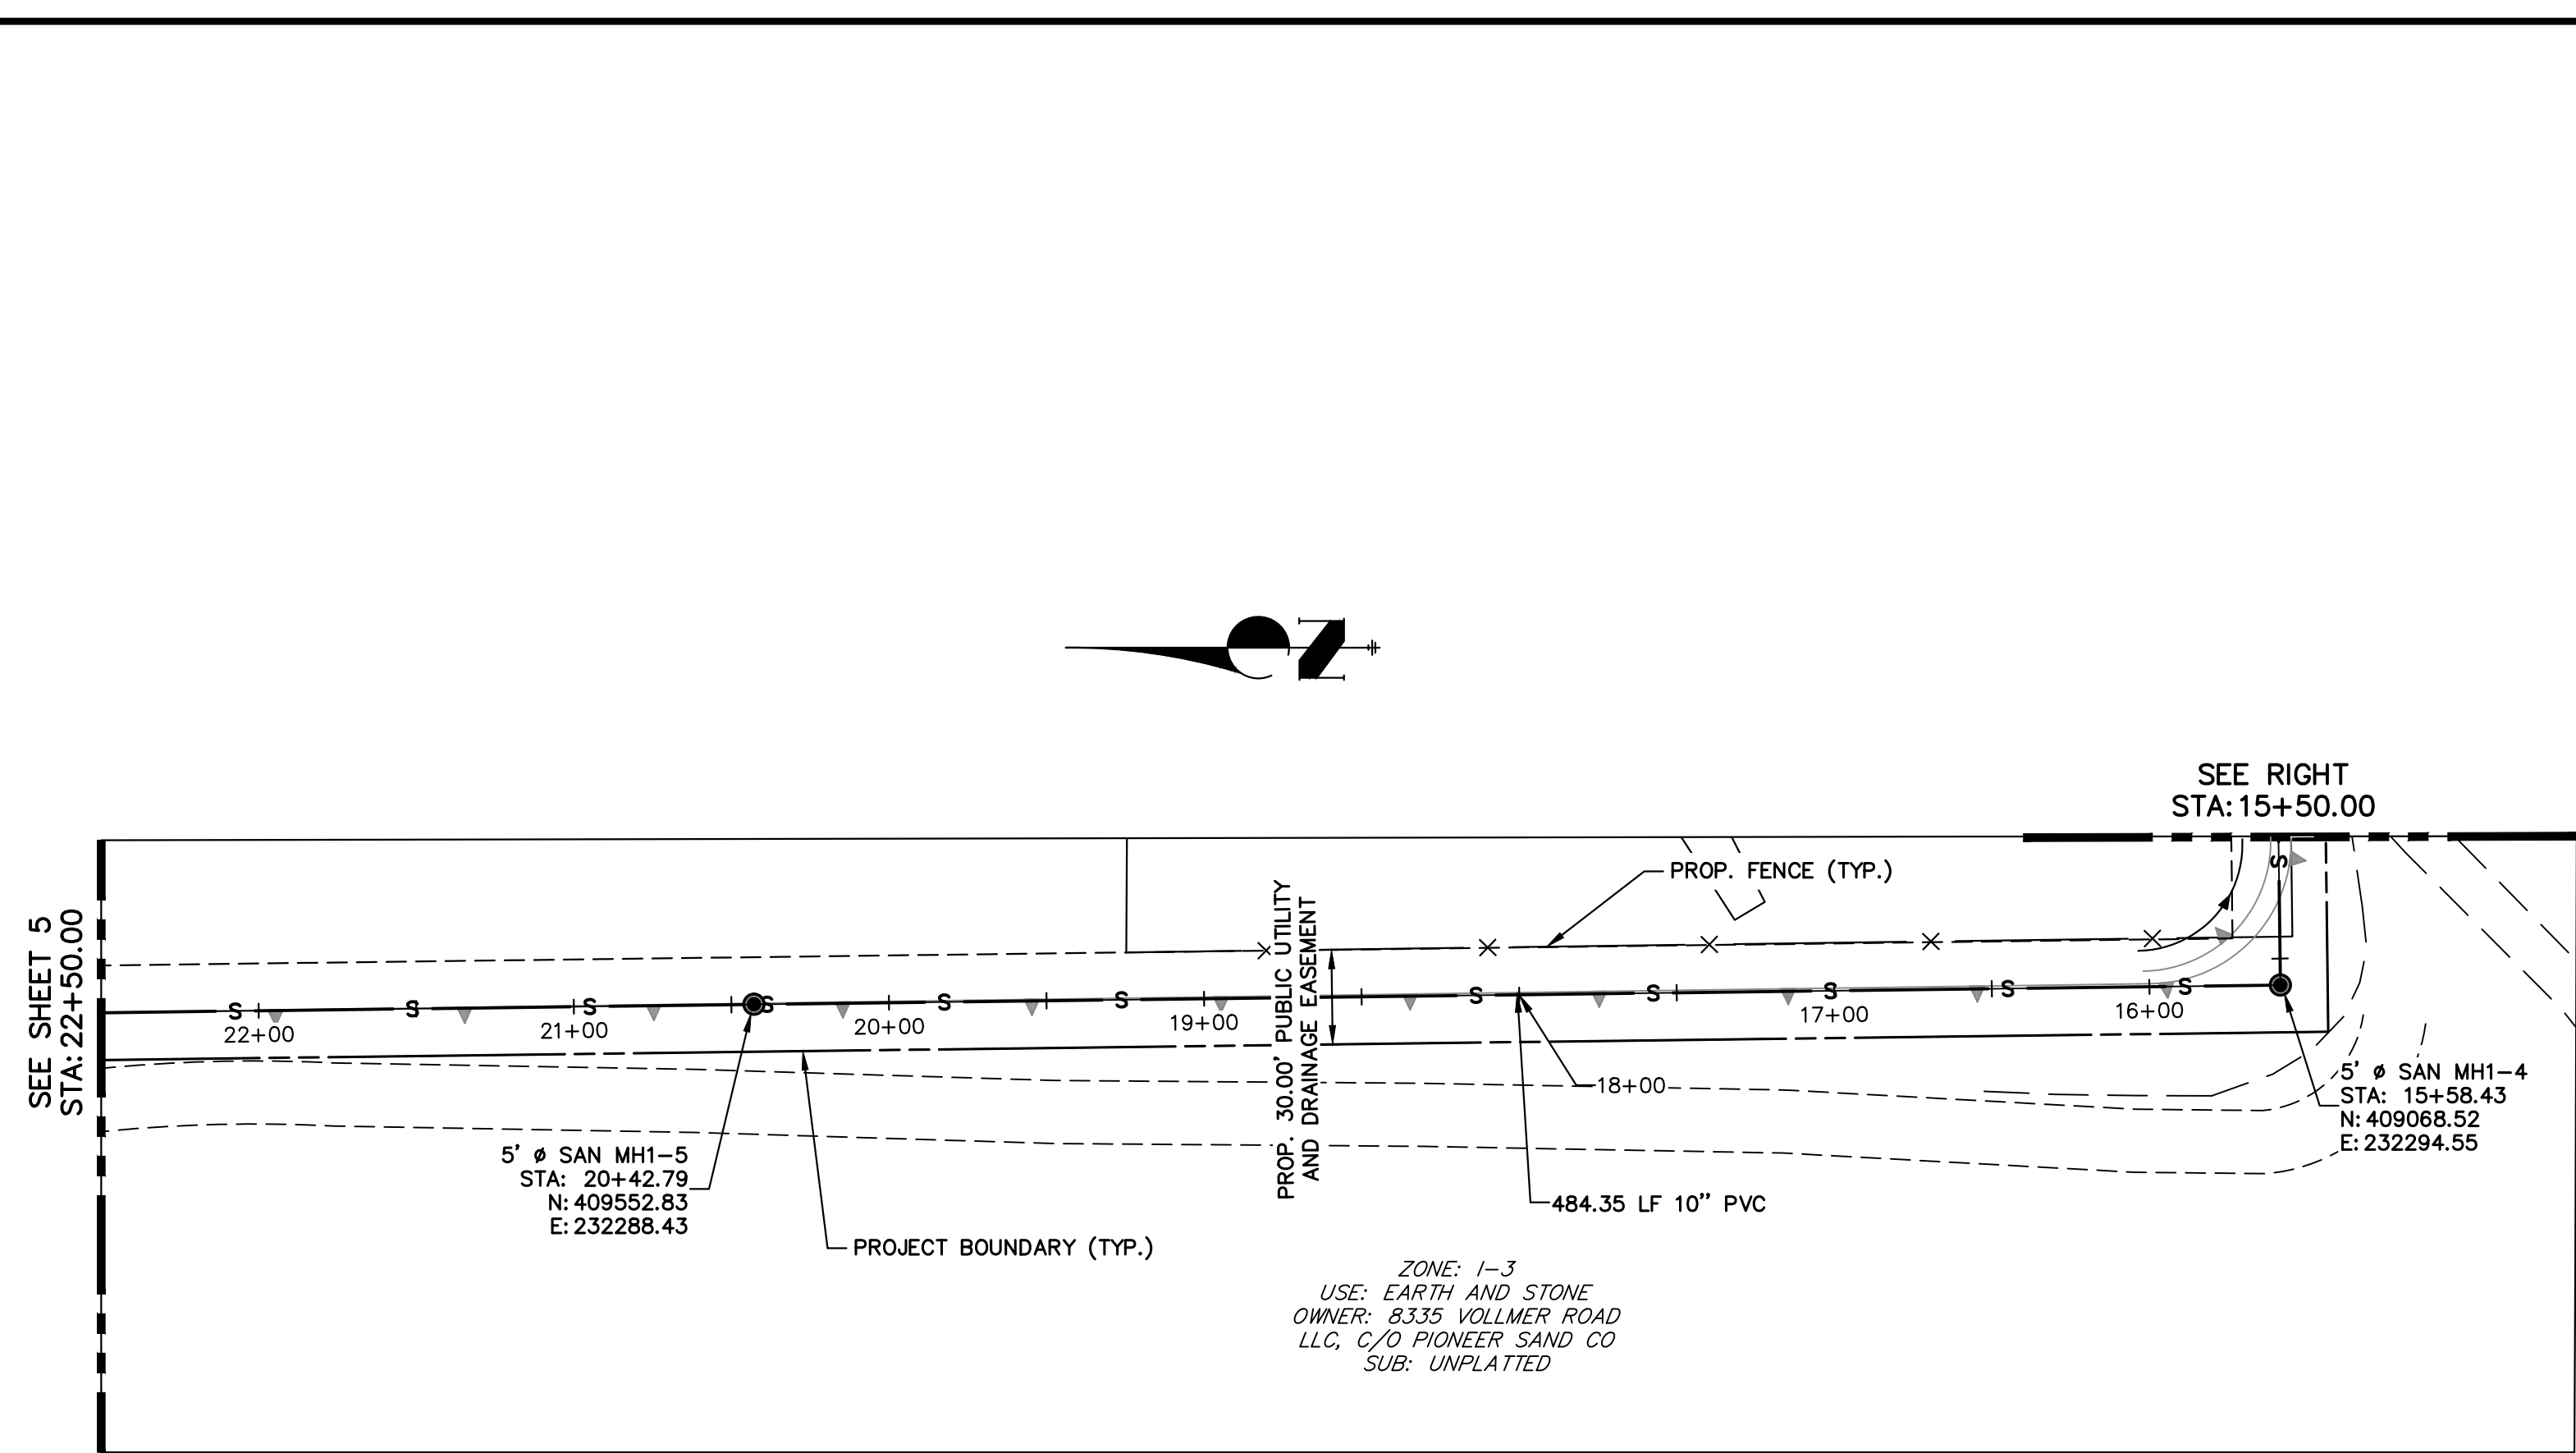 N
SEE RIGHT
STA: 15+50.00
SEE SHEET 5
STA: 22+50.00
PROP. FENCE (TYP.)
PROP. 30.00' PUBLIC UTILITY
AND DRAINAGE EASEMENT
S S S S S S S S S S S S S
22+00
21+00
20+00
19+00
18+00
17+00
16+00
5' ø SAN MH1-4
STA: 15+58.43
N: 409068.52
E: 232294.55
5' ø SAN MH1-5
STA: 20+42.79
N: 409552.83
E: 232288.43
484.35 LF 10" PVC
PROJECT BOUNDARY (TYP.)
ZONE: I-3
USE: EARTH AND STONE
OWNER: 8335 VOLLMER ROAD
LLC, C/O PIONEER SAND CO
SUB: UNPLATTED